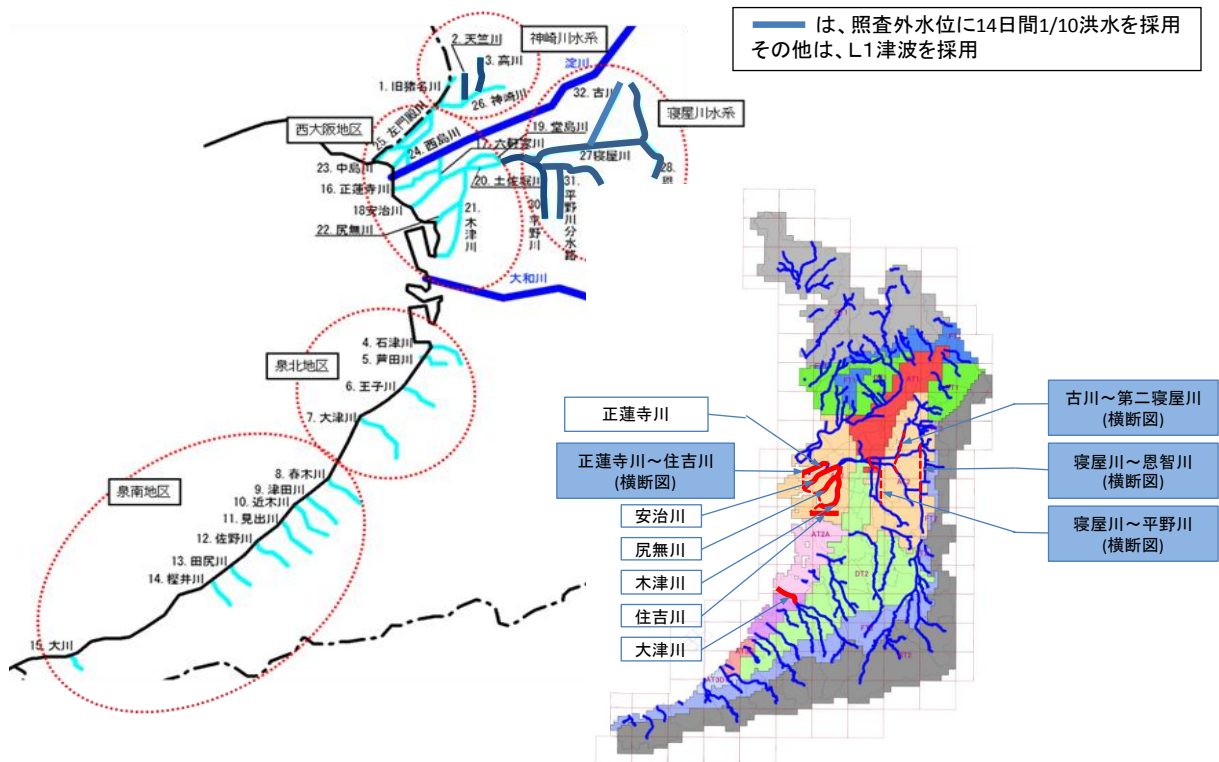 は、照査外水位に14日間1/10洪水を採用
その他は、L1津波を採用
神崎川水系
2. 天竺川
3. 高川
淀川
1. 旧猪名川
26. 神崎川
32. 古川
寝屋川水系
西大阪地区
25. 左門殿川
24. 西島川
17. 六軒家川
19. 堂島川
27寝屋川
23. 中島川
16. 正蓮寺川
20. 土佐堀川
28.
18安治川
21. 木津川
22. 尻無川
30. 平野川
31. 平野川分水路
大和川
4. 石津川
5. 芦田川
泉北地区
6. 王子川
7. 大津川
8. 春木川
泉南地区
9. 津田川
10. 近木川
11. 見出川
12. 佐野川
13. 田尻川
14. 樫井川
15. 大川
正蓮寺川
正蓮寺川~住吉川
(横断図)
安治川
尻無川
木津川
住吉川
大津川
古川~第二寝屋川
(横断図)
寝屋川~恩智川
(横断図)
寝屋川~平野川
(横断図)
AT1
AT2A
DT2